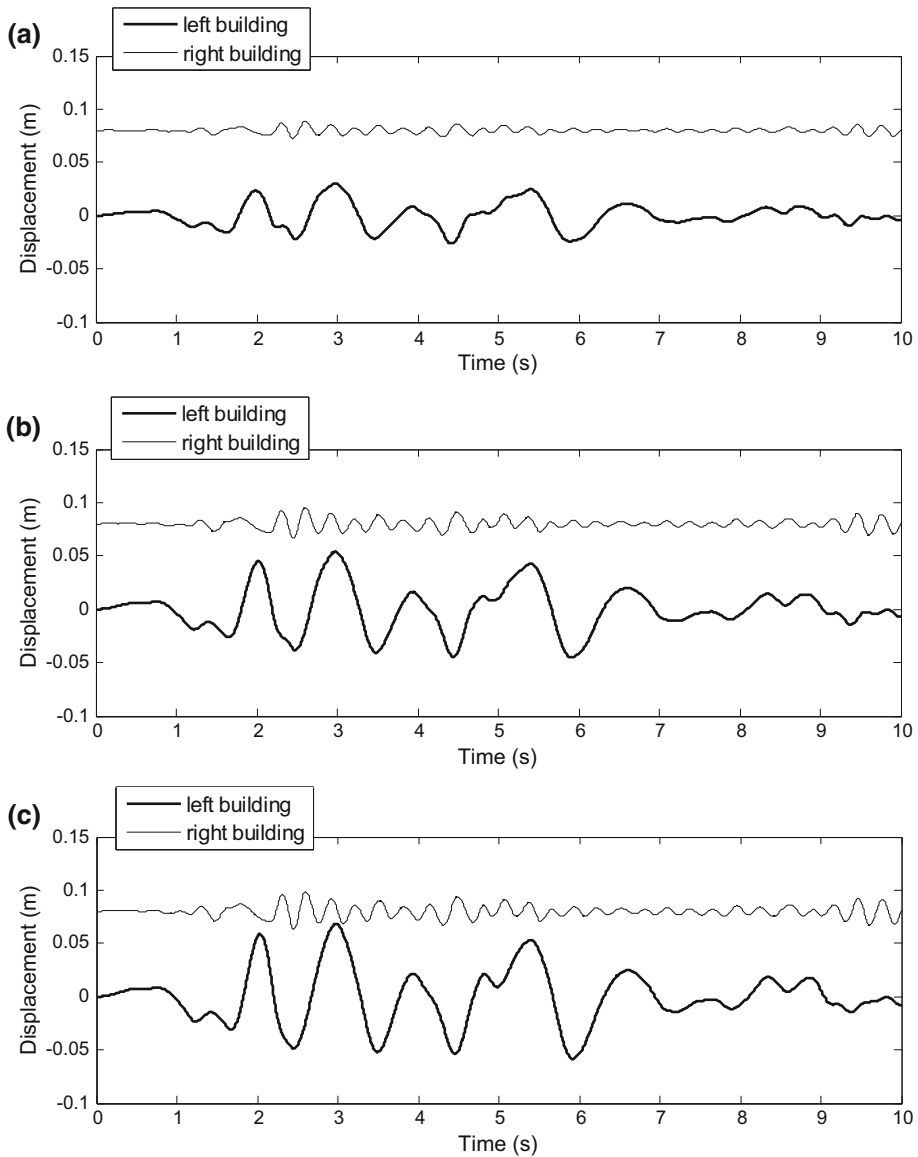 (a)
left building
right building
0.15
0.1
0.05
0
-0.05
-0.1
Displacement (m)
0 1 2 3 4 5 6 7 8 9 10
Time (s)
(b)
left building
right building
0.15
0.1
0.05
0
-0.05
-0.1
Displacement (m)
0 1 2 3 4 5 6 7 8 9 10
Time (s)
(c)
left building
right building
0.15
0.1
0.05
0
-0.05
-0.1
Displacement (m)
0 1 2 3 4 5 6 7 8 9 10
Time (s)